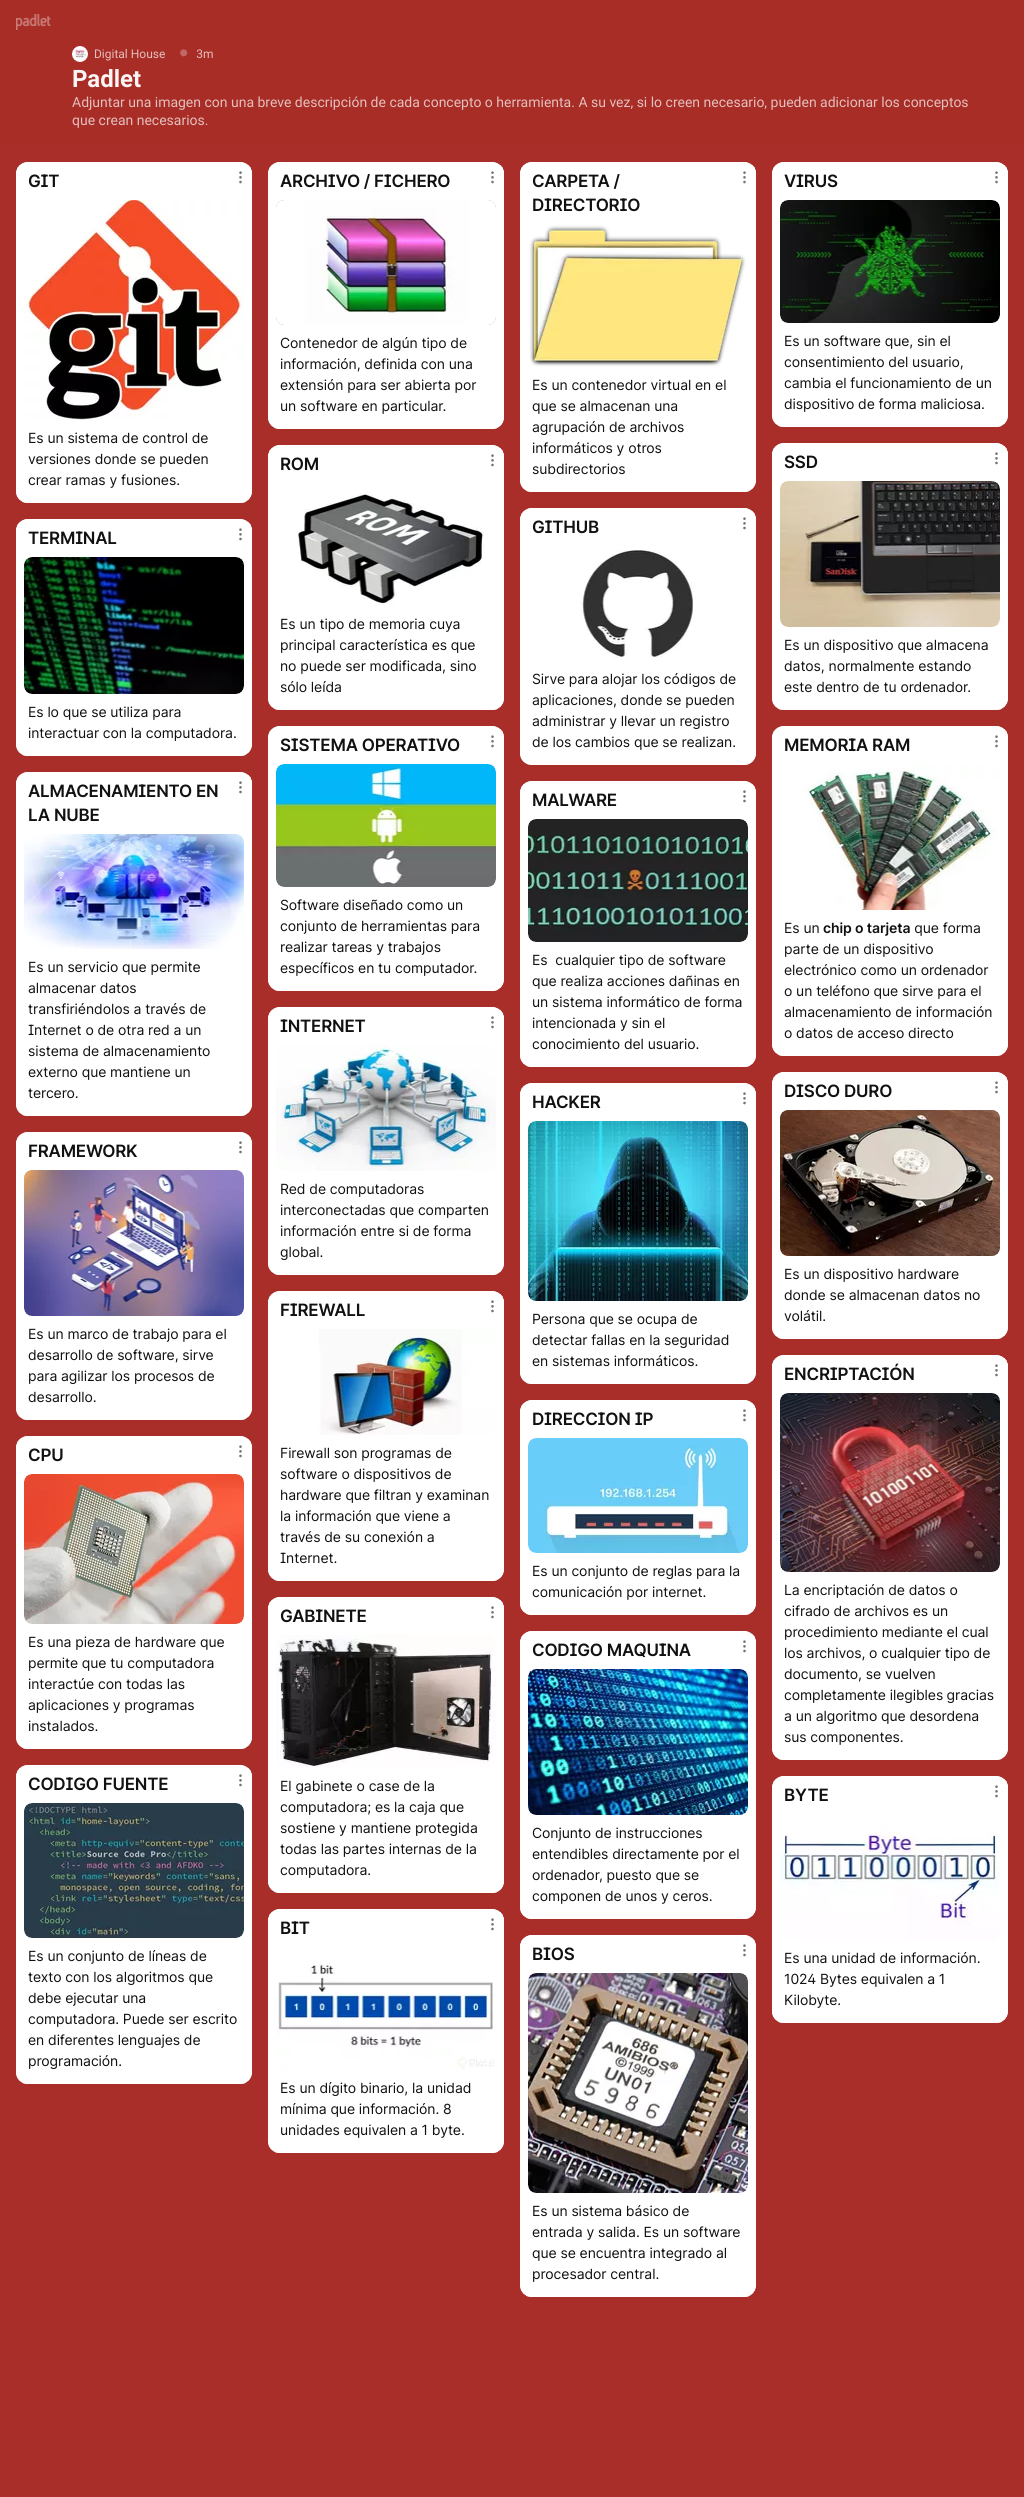 padlet
Digital House
3m
Padlet
Adjuntar una imagen con una breve descripción de cada concepto o herramienta. A su vez, si lo creen necesario, pueden adicionar los conceptos
que crean necesarios.
GIT
git
Es un sistema de control de
versiones donde se pueden
crear ramas y fusiones.
TERMINAL
Es lo que se utiliza para
interactuar con la computadora.
ALMACENAMIENTO EN
LA NUBE
Es un servicio que permite
almacenar datos
transfiriéndolos a través de
Internet o de otra red a un
sistema de almacenamiento
externo que mantiene un
tercero.
FRAMEWORK
Es un marco de trabajo para el
desarrollo de software, sirve
para agilizar los procesos de
desarrollo.
CPU
Es una pieza de hardware que
permite que tu computadora
interactúe con todas las
aplicaciones y programas
instalados.
CODIGO FUENTE
<!DOCTYPE html>
<html id="home-layout">
<head>
<meta http-equiv="content-type" conte
<title>Source Code Pro</title>
<!-- made with <3 and AFDKO -->
<meta name="keywords" content="sans,
monospace, open source, coding, for
<link rel="stylesheet" type="text/css
</head>
<body>
<div id="main">
Es un conjunto de líneas de
texto con los algoritmos que
debe ejecutar una
computadora. Puede ser escrito
en diferentes lenguajes de
programación.
ARCHIVO / FICHERO
Contenedor de algún tipo de
información, definida con una
extensión para ser abierta por
un software en particular.
ROM
ROM
Es un tipo de memoria cuya
principal característica es que
no puede ser modificada, sino
sólo leída
SISTEMA OPERATIVO
Software diseñado como un
conjunto de herramientas para
realizar tareas y trabajos
específicos en tu computador.
INTERNET
Red de computadoras
interconectadas que comparten
información entre si de forma
global.
FIREWALL
Firewall son programas de
software o dispositivos de
hardware que filtran y examinan
la información que viene a
través de su conexión a
Internet.
GABINETE
El gabinete o case de la
computadora; es la caja que
sostiene y mantiene protegida
todas las partes internas de la
computadora.
BIT
1 bit
1 0 1 1 0 0 0 0
8 bits = 1 byte
Es un dígito binario, la unidad
mínima que información. 8
unidades equivalen a 1 byte.
CARPETA /
DIRECTORIO
Es un contenedor virtual en el
que se almacenan una
agrupación de archivos
informáticos y otros
subdirectorios
GITHUB
Sirve para alojar los códigos de
aplicaciones, donde se pueden
administrar y llevar un registro
de los cambios que se realizan.
MALWARE
0101101010101010
0011011 0111001
1110100101011001
Es cualquier tipo de software
que realiza acciones dañinas en
un sistema informático de forma
intencionada y sin el
conocimiento del usuario.
HACKER
Persona que se ocupa de
detectar fallas en la seguridad
en sistemas informáticos.
DIRECCION IP
192.168.1.254
Es un conjunto de reglas para la
comunicación por internet.
CODIGO MAQUINA
Conjunto de instrucciones
entendibles directamente por el
ordenador, puesto que se
componen de unos y ceros.
BIOS
686
AMIBIOS®
©1999
UN01
5986
Es un sistema básico de
entrada y salida. Es un software
que se encuentra integrado al
procesador central.
VIRUS
Es un software que, sin el
consentimiento del usuario,
cambia el funcionamiento de un
dispositivo de forma maliciosa.
SSD
SanDisk
Es un dispositivo que almacena
datos, normalmente estando
este dentro de tu ordenador.
MEMORIA RAM
Es un chip o tarjeta que forma
parte de un dispositivo
electrónico como un ordenador
o un teléfono que sirve para el
almacenamiento de información
o datos de acceso directo
DISCO DURO
Es un dispositivo hardware
donde se almacenan datos no
volátil.
ENCRIPTACIÓN
101001101
La encriptación de datos o
cifrado de archivos es un
procedimiento mediante el cual
los archivos, o cualquier tipo de
documento, se vuelven
completamente ilegibles gracias
a un algoritmo que desordena
sus componentes.
BYTE
Byte
0 1 1 0 0 0 1 0
Bit
Es una unidad de información.
1024 Bytes equivalen a 1
Kilobyte.